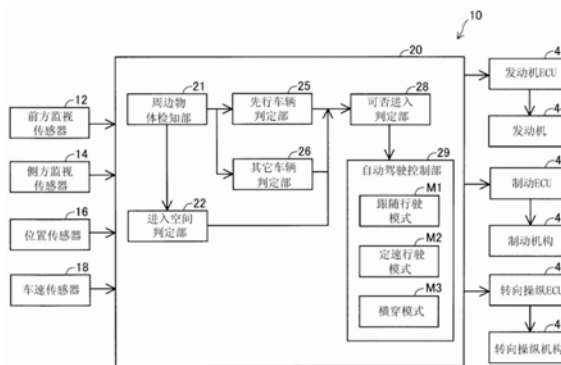 10
20
12
前方监视
传感器
14
侧方监视
传感器
16
位置传感器
18
车速传感器
21
周边物
体检知部
25
先行车辆
判定部
28
可否进入
判定部
26
其它车辆
判定部
22
进入空间
判定部
29
自动驾驶控制部
M1
跟随行驶
模式
M2
定速行驶
模式
M3
横穿模式
4
发动机ECU
4
发动机
4
制动ECU
4
制动机构
4
转向操纵ECU
4
转向操纵机构